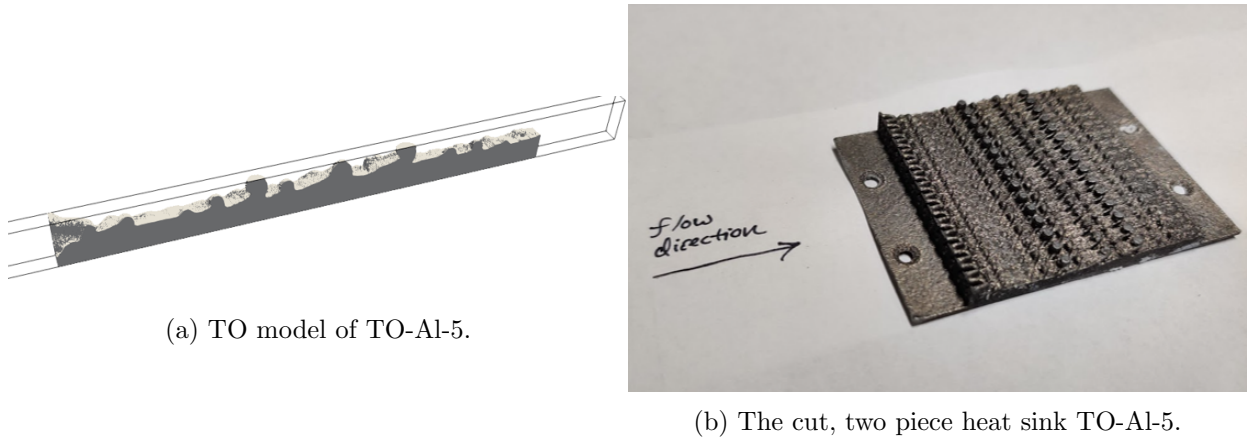 flow
direction
(a) TO model of TO-Al-5.
(b) The cut, two piece heat sink TO-Al-5.